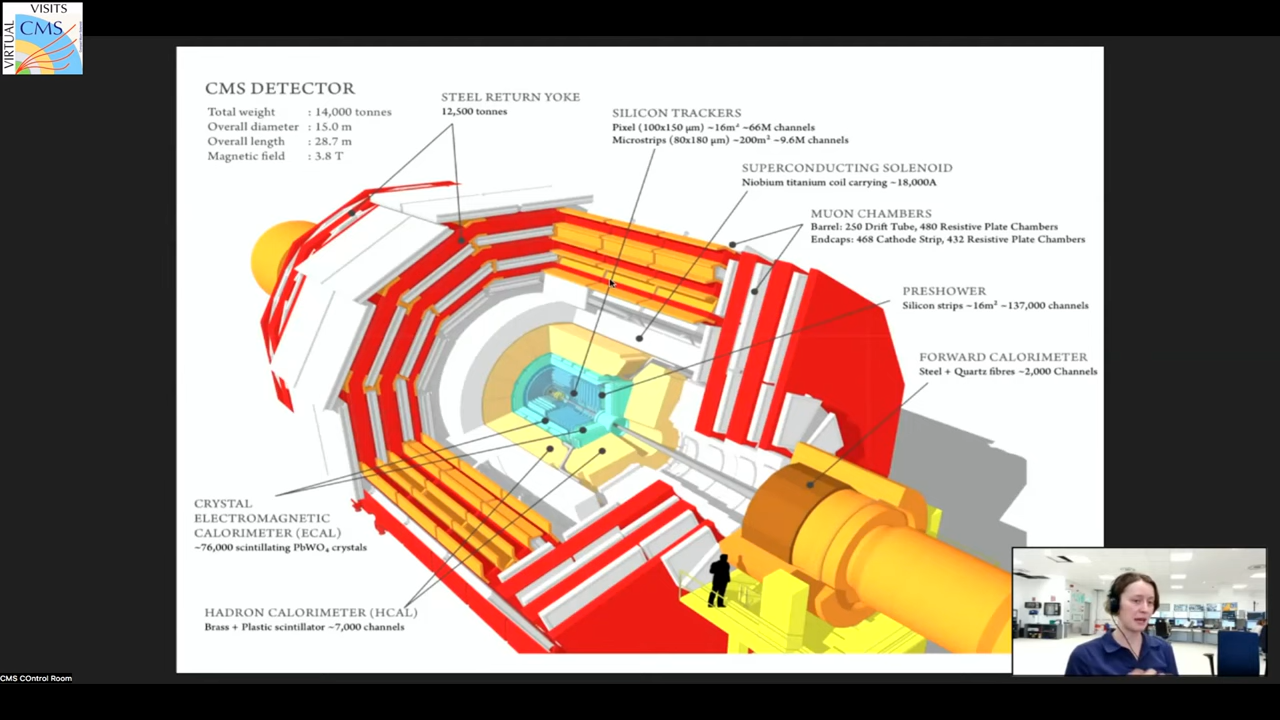 VIRTUAL
VISITS
CMS
CMS DETECTOR
Total weight : 14,000 tonnes
Overall diameter : 15.0 m
Overall length : 28.7 m
Magnetic field : 3.8 T
STEEL RETURN YOKE
12,500 tonnes
SILICON TRACKERS
Pixel (100x150 μm) ~16m² ~66M channels
Microstrips (80x180 μm) ~200m² ~9.6M channels
SUPERCONDUCTING SOLENOID
Niobium titanium coil carrying ~18,000A
MUON CHAMBERS
Barrel: 250 Drift Tube, 480 Resistive Plate Chambers
Endcaps: 468 Cathode Strip, 432 Resistive Plate Chambers
PRESHOWER
Silicon strips ~16m² ~137,000 channels
FORWARD CALORIMETER
Steel + Quartz fibres ~2,000 Channels
CRYSTAL
ELECTROMAGNETIC
CALORIMETER (ECAL)
~76,000 scintillating PbWO₄ crystals
HADRON CALORIMETER (HCAL)
Brass + Plastic scintillator ~7,000 channels
CMS COntrol Room